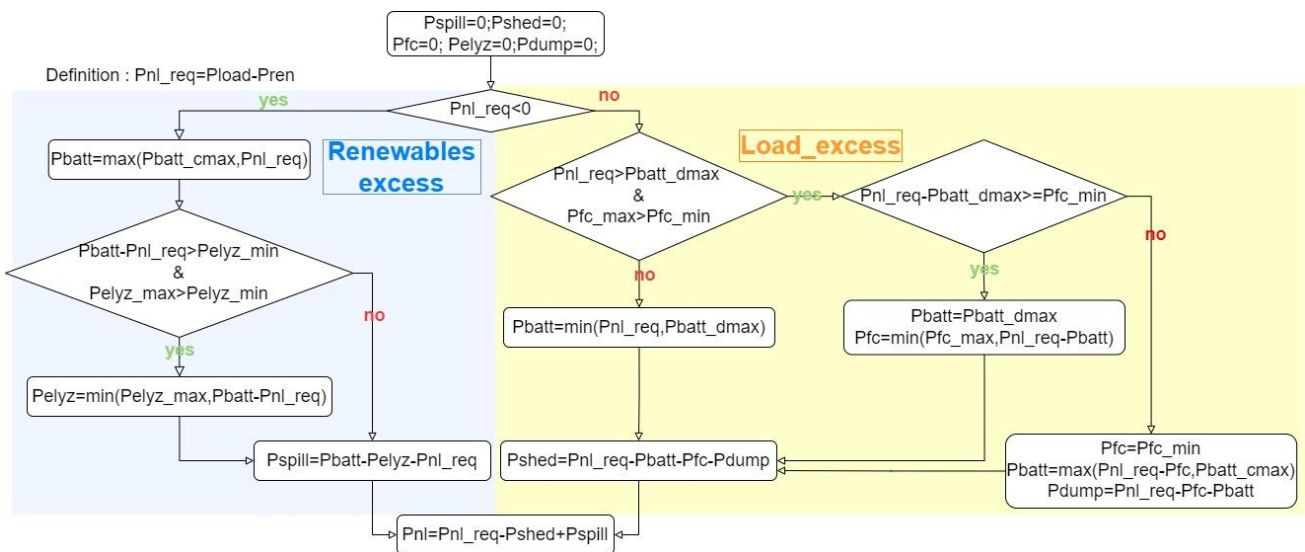 Pspill=0;Pshed=0;
Pfc=0; Pelyz=0;Pdump=0;
Definition : Pnl_req=Pload-Pren
yes
Pnl_req<0
no
Pbatt=max(Pbatt_cmax,Pnl_req)
Renewables
excess
Load_excess
Pnl_req>Pbatt_dmax
&
Pfc_max>Pfc_min
yes
Pnl_req-Pbatt_dmax>=Pfc_min
no
Pbatt-Pnl_req>Pelyz_min
&
Pelyz_max>Pelyz_min
no
yes
no
yes
Pbatt=min(Pnl_req,Pbatt_dmax)
Pbatt=Pbatt_dmax
Pfc=min(Pfc_max,Pnl_req-Pbatt)
Pelyz=min(Pelyz_max,Pbatt-Pnl_req)
Pspill=Pbatt-Pelyz-Pnl_req
Pshed=Pnl_req-Pbatt-Pfc-Pdump
Pfc=Pfc_min
Pbatt=max(Pnl_req-Pfc,Pbatt_cmax)
Pdump=Pnl_req-Pfc-Pbatt
Pnl=Pnl_req-Pshed+Pspill